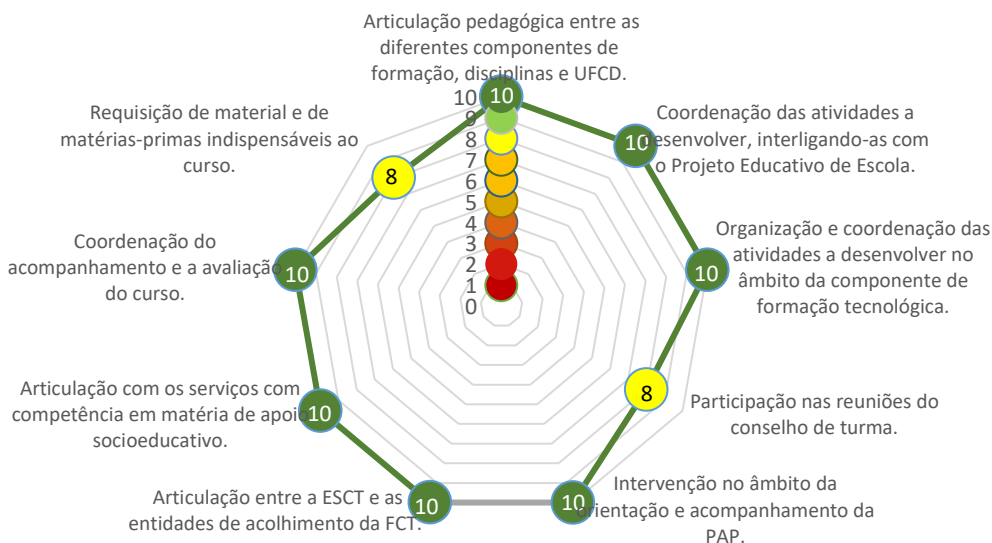 Articulação pedagógica entre as
diferentes componentes de
formação, disciplinas e UFCD.
10
Coordenação das atividades a
desenvolver, interligando-as com
o Projeto Educativo de Escola.
10
Organização e coordenação das
atividades a desenvolver no
âmbito da componente de
formação tecnológica.
10
Participação nas reuniões do
conselho de turma.
8
Intervenção no âmbito da
orientação e acompanhamento da
PAP.
10
Articulação entre a ESCT e as
entidades de acolhimento da FCT.
10
Articulação com os serviços com
competência em matéria de apoio
socioeducativo.
10
Coordenação do
acompanhamento e a avaliação
do curso.
10
Requisição de material e de
matérias-primas indispensáveis ao
curso.
8
10
9
8
7
6
5
4
3
2
1
0